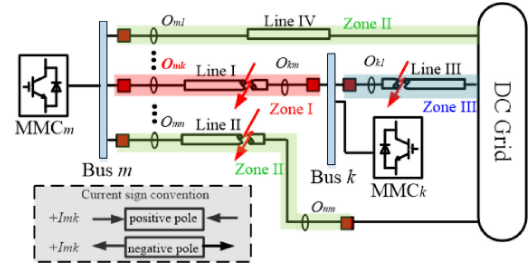 Oml
Line IV
Zone II
Omk
Line I
Okm
Okl
Line III
Zone I
Zone III
MMCm
Omn
Line II
Bus m
Zone II
Bus k
MMCk
Onm
DC Grid
Current sign convention
+Imk
positive pole
+Imk
negative pole